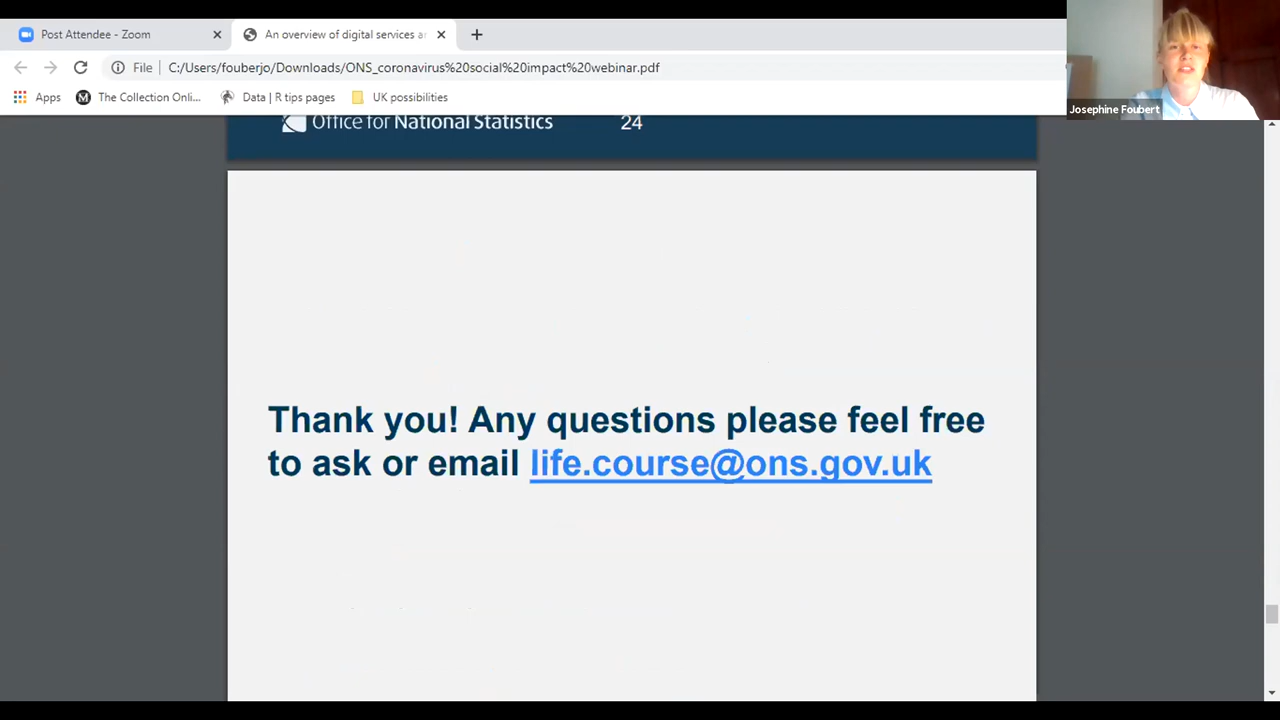 Post Attendee - Zoom
An overview of digital services a
File
C:/Users/fouberjo/Downloads/ONS_coronavirus%20social%20impact%20webinar.pdf
Apps
The Collection Onli...
Data | R tips pages
UK possibilities
Josephine Foubert
Office for National Statistics
24
Thank you! Any questions please feel free
to ask or email life.course@ons.gov.uk